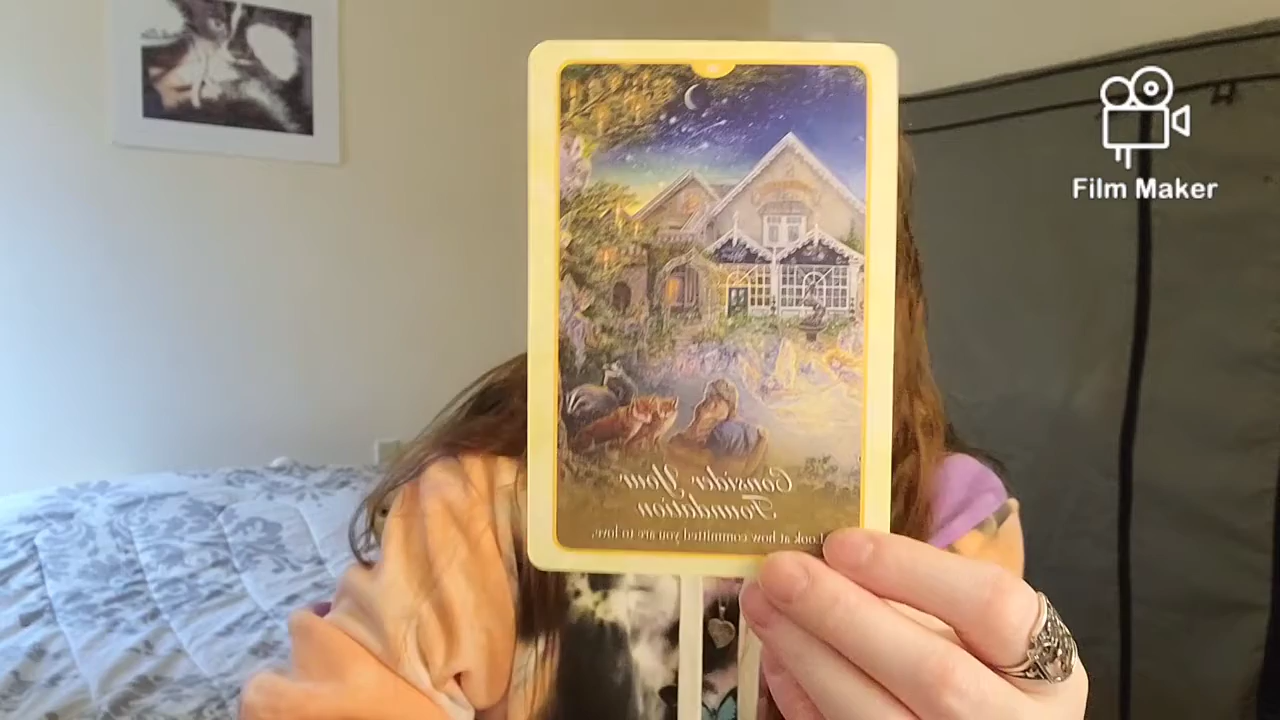 Film Maker
Consider Your
Foundation
Look at how committed you are to love.